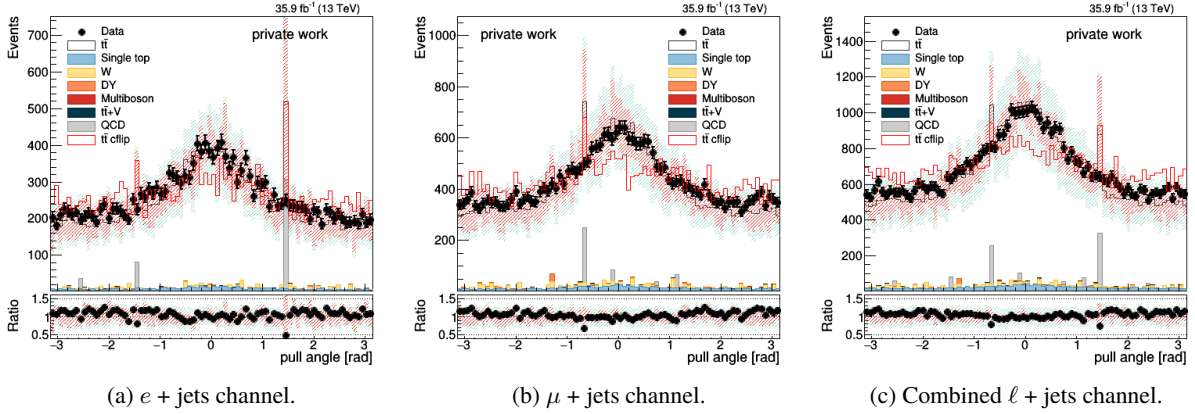 35.9 fb⁻¹ (13 TeV)
Events
700
600
500
400
300
200
100
private work
Data
tt̄
Single top
W
DY
Multiboson
tt̄+V
QCD
tt̄ cflip
Ratio
1.5
1
0.5
−3 −2 −1 0 1 2 3
pull angle [rad]
(a) e + jets channel.
35.9 fb⁻¹ (13 TeV)
Events
1000
800
600
400
200
private work
Data
tt̄
Single top
W
DY
Multiboson
tt̄+V
QCD
tt̄ cflip
Ratio
1.5
1
0.5
−3 −2 −1 0 1 2 3
pull angle [rad]
(b) μ + jets channel.
35.9 fb⁻¹ (13 TeV)
Events
1400
1200
1000
800
600
400
200
private work
Data
tt̄
Single top
W
DY
Multiboson
tt̄+V
QCD
tt̄ cflip
Ratio
1.5
1
0.5
−3 −2 −1 0 1 2 3
pull angle [rad]
(c) Combined ℓ + jets channel.